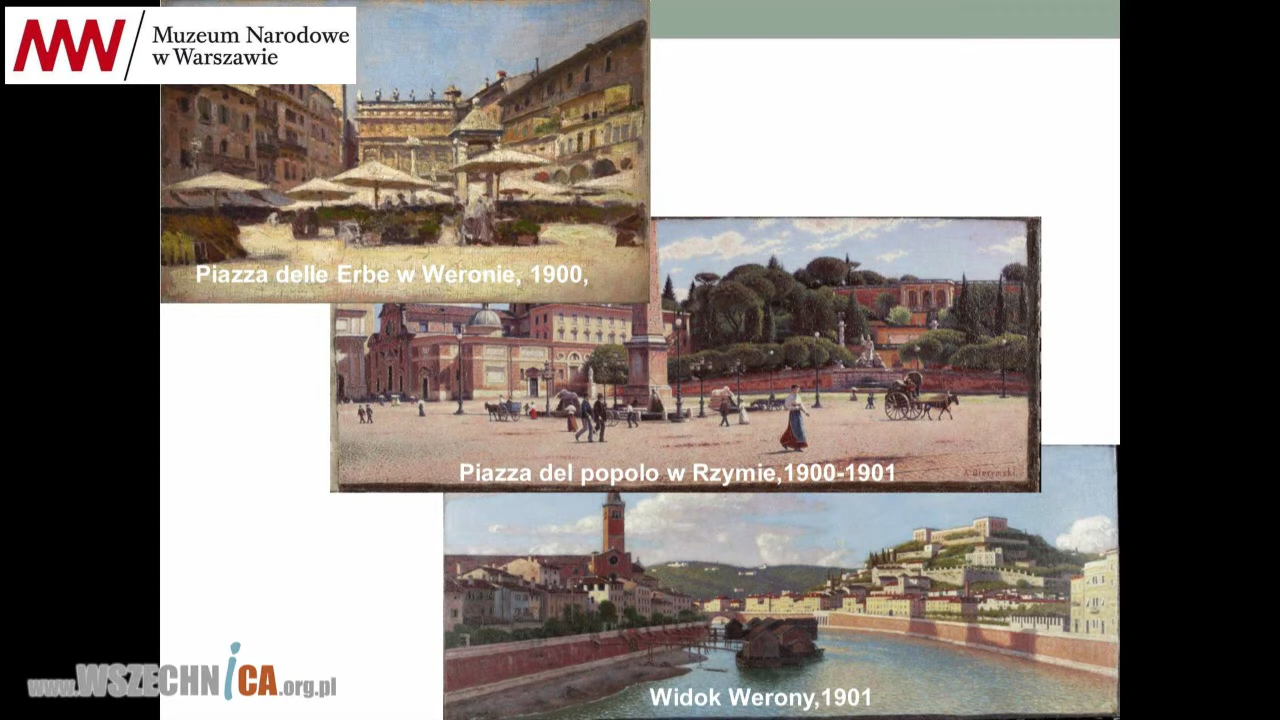 Muzeum Narodowe
w Warszawie
Piazza delle Erbe w Weronie, 1900,
Piazza del popolo w Rzymie,1900-1901
A. Gierymski
Widok Werony,1901
www.WSZECHNiCA.org.pl